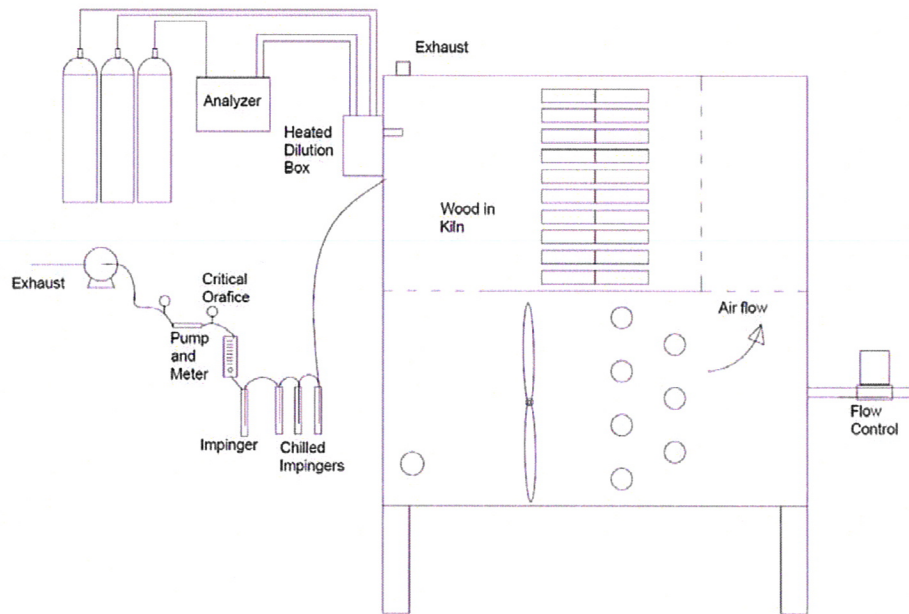 Exhaust
Analyzer
Heated
Dilution
Box
Wood in
Kiln
Exhaust
Critical
Orafice
Pump
and
Meter
Air flow
Flow
Control
Impinger
Chilled
Impingers